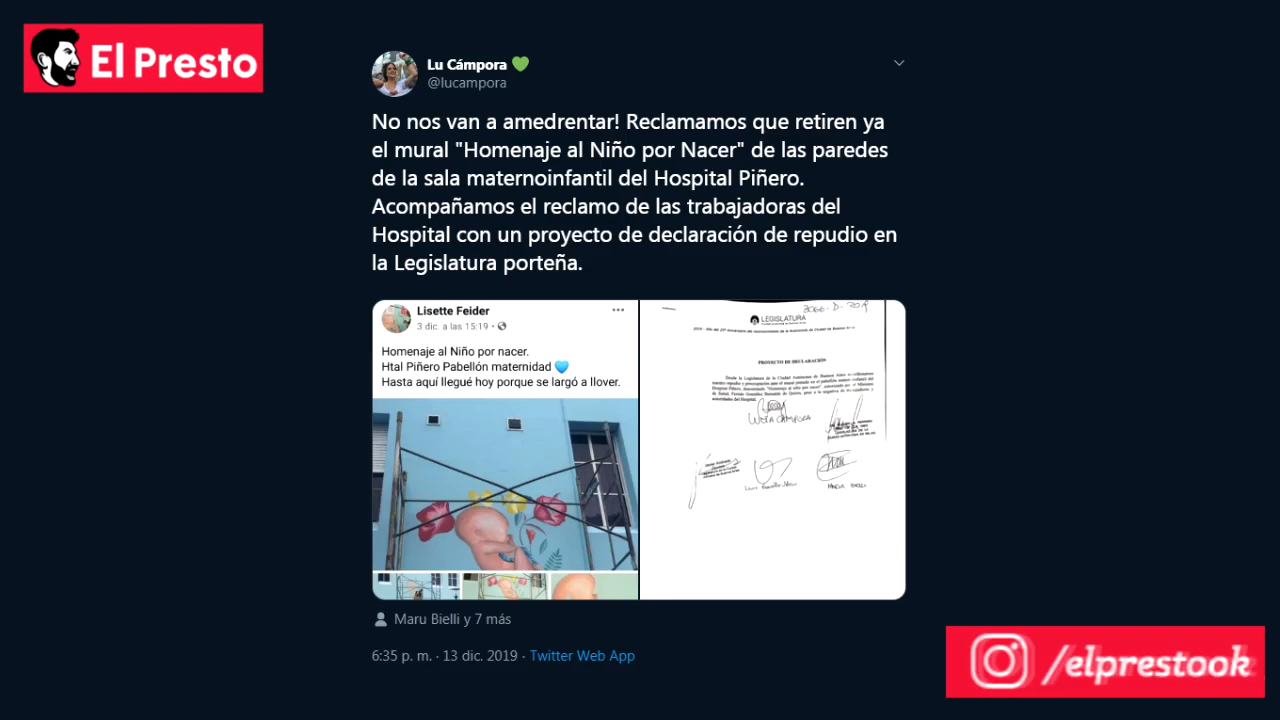 El Presto
Lu Cámpora
@lucampora
No nos van a amedrentar! Reclamamos que retiren ya
el mural "Homenaje al Niño por Nacer" de las paredes
de la sala maternoinfantil del Hospital Piñero.
Acompañamos el reclamo de las trabajadoras del
Hospital con un proyecto de declaración de repudio en
la Legislatura porteña.
Lisette Feider
3 dic. a las 15:19
Homenaje al Niño por nacer.
Htal Piñero Pabellón maternidad
Hasta aquí llegué hoy porque se largó a llover.
LEGISLATURA
PROYECTO DE DECLARACIÓN
Maru Bielli y 7 más
6:35 p. m. · 13 dic. 2019 · Twitter Web App
/elprestook